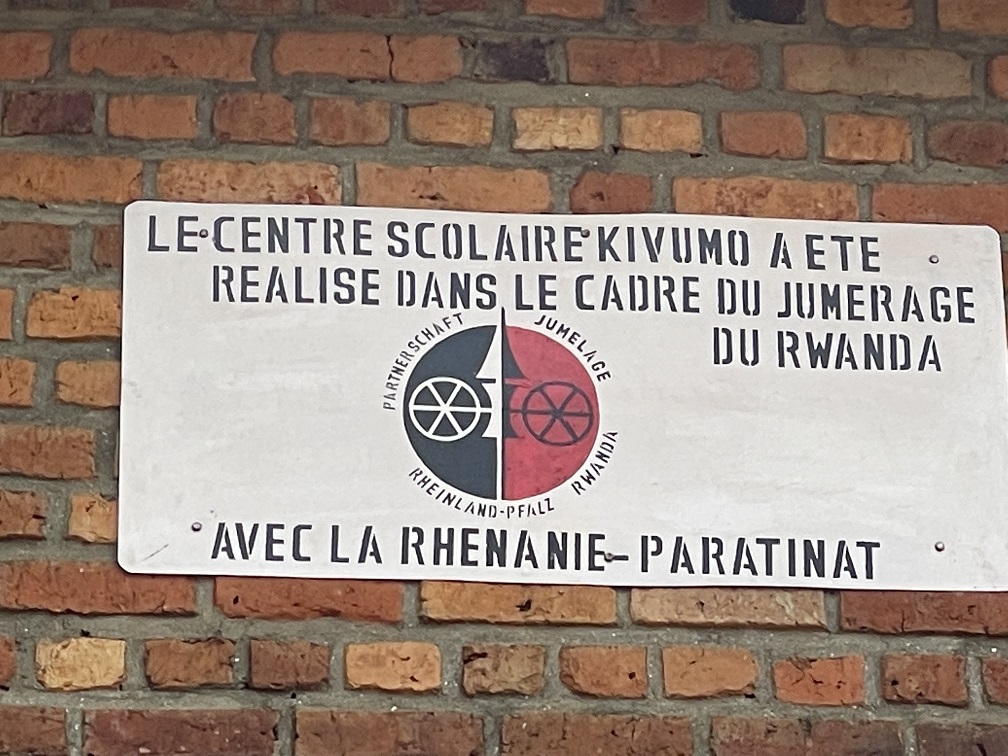 LE CENTRE SCOLAIRE KIVUMO A ETE
REALISE DANS LE CADRE DU JUMERAGE
DU RWANDA
PARTNERSCHAFT
JUMELAGE
RHEINLAND-PFALZ
RWANDA
AVEC LA RHENANIE-PARATINAT